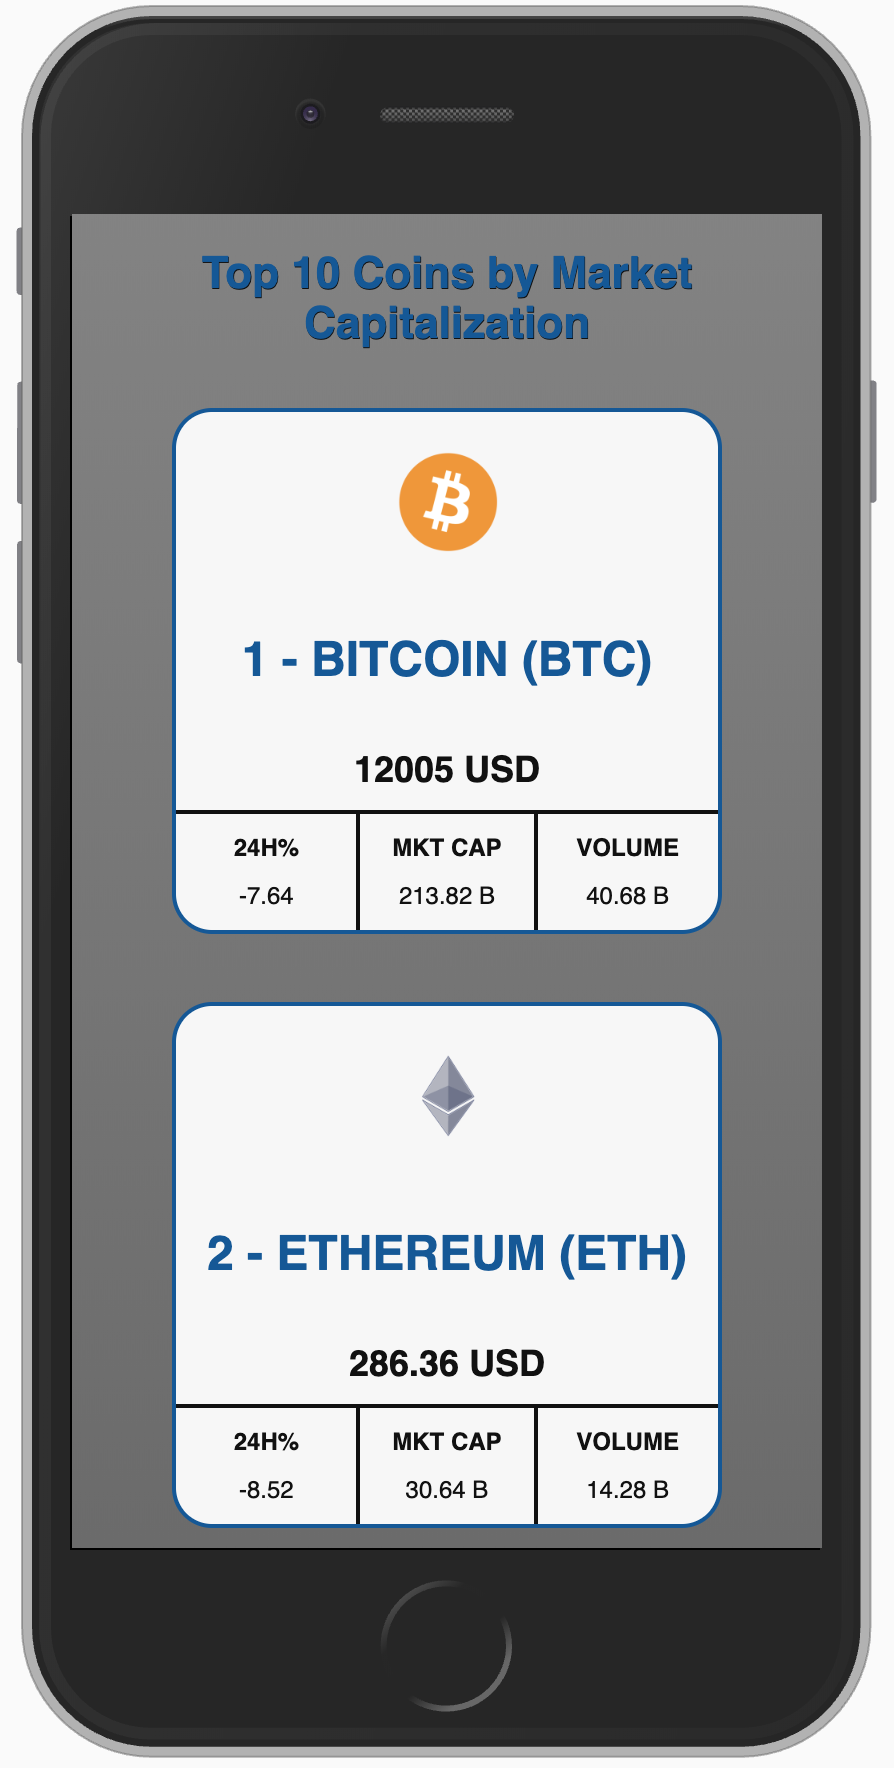 Top 10 Coins by Market
Capitalization
1 - BITCOIN (BTC)
12005 USD
24H% MKT CAP VOLUME
-7.64 213.82 B 40.68 B
2 - ETHEREUM (ETH)
286.36 USD
24H% MKT CAP VOLUME
-8.52 30.64 B 14.28 B